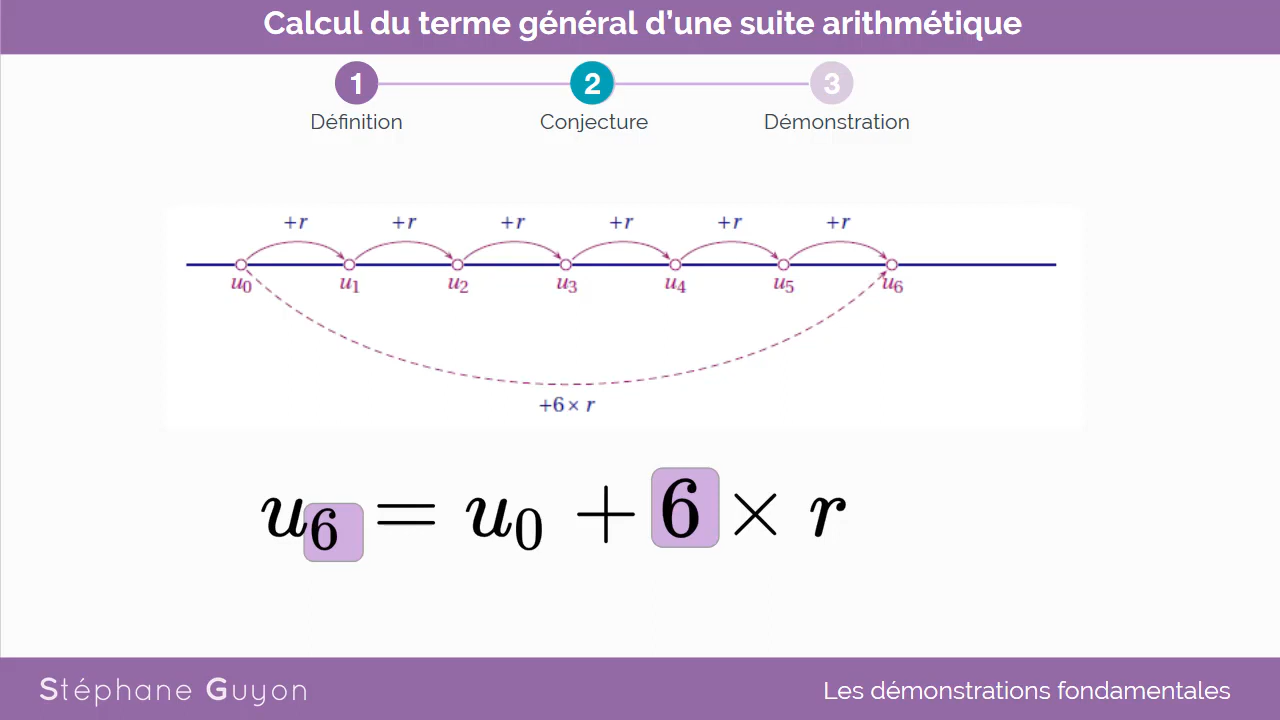 Calcul du terme général d'une suite arithmétique
1 2 3
Définition Conjecture Démonstration
+r +r +r +r +r +r
u₀ u₁ u₂ u₃ u₄ u₅ u₆
+6× r
u₆ = u₀ + 6 × r
Stéphane Guyon
Les démonstrations fondamentales